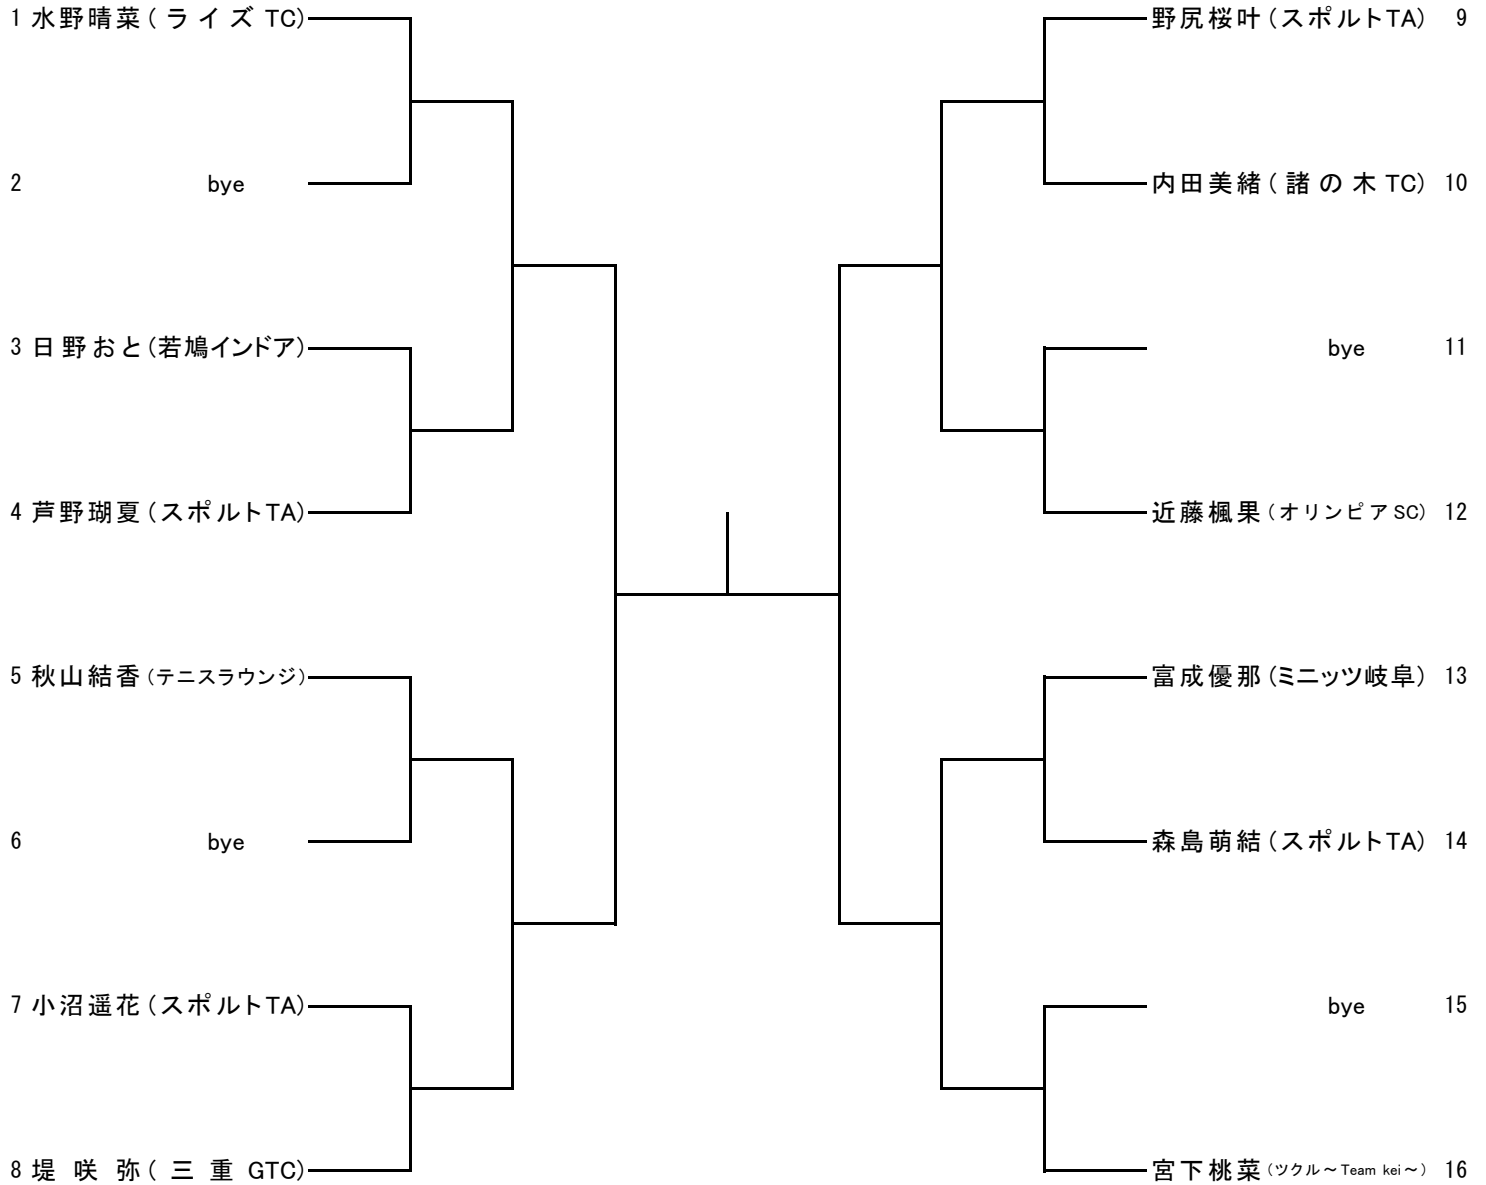 1 水野晴菜(ライズTC)
2 bye
3 日野おと(若鳩インドア)
4 芦野瑚夏(スポルトTA)
5 秋山結香(テニスラウンジ)
6 bye
7 小沼遥花(スポルトTA)
8 堤咲弥(三重GTC)
野尻桜叶(スポルトTA) 9
内田美緒(諸の木TC) 10
bye 11
近藤楓果(オリンピアSC) 12
富成優那(ミニッツ岐阜) 13
森島萌結(スポルトTA) 14
bye 15
宮下桃菜(ツクル～Team kei～) 16